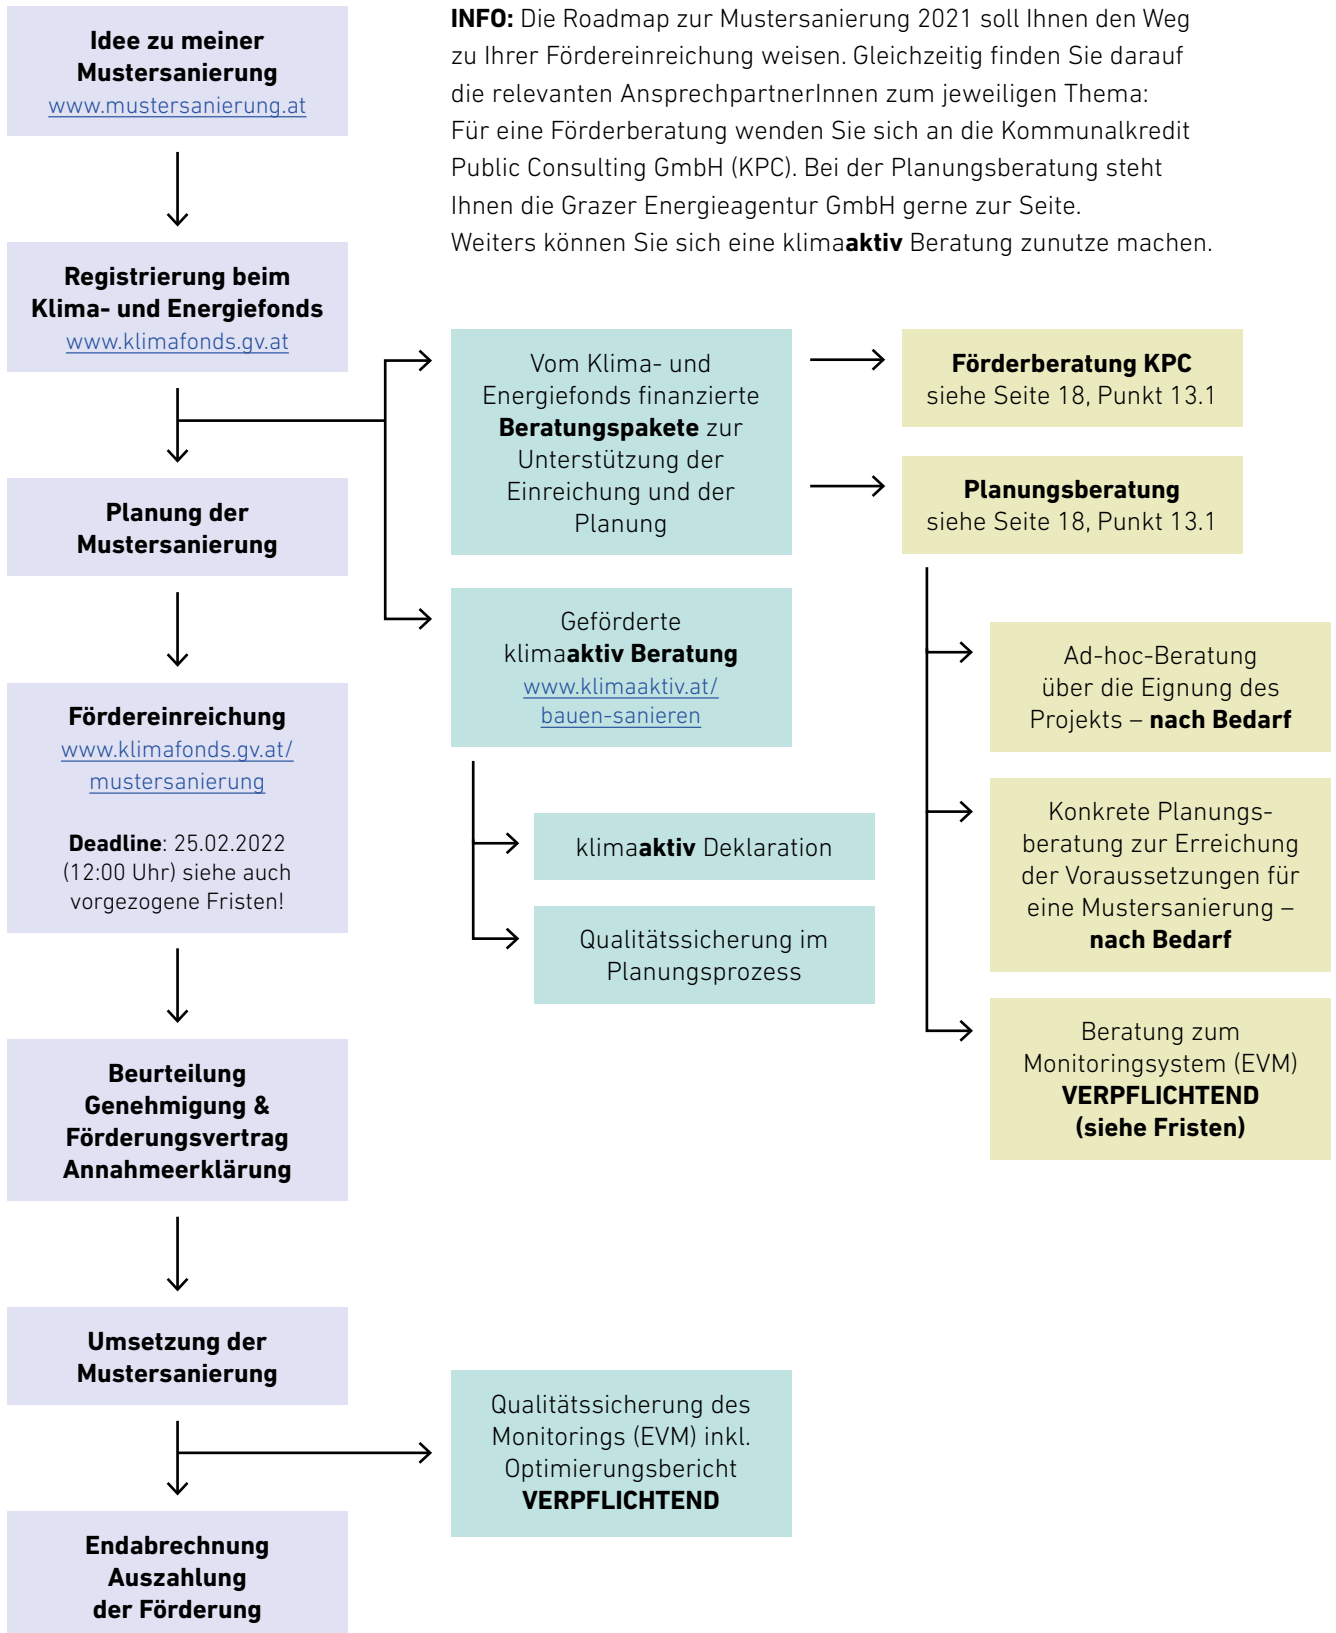 Idee zu meiner
Mustersanierung
www.mustersanierung.at
INFO: Die Roadmap zur Mustersanierung 2021 soll Ihnen den Weg
zu Ihrer Fördereinreichung weisen. Gleichzeitig finden Sie darauf
die relevanten AnsprechpartnerInnen zum jeweiligen Thema:
Für eine Förderberatung wenden Sie sich an die Kommunalkredit
Public Consulting GmbH (KPC). Bei der Planungsberatung steht
Ihnen die Grazer Energieagentur GmbH gerne zur Seite.
Weiters können Sie sich eine klimaaktiv Beratung zunutze machen.
Registrierung beim
Klima- und Energiefonds
www.klimafonds.gv.at
Vom Klima- und
Energiefonds finanzierte
Beratungspakete zur
Unterstützung der
Einreichung und der
Planung
Förderberatung KPC
siehe Seite 18, Punkt 13.1
Planungsberatung
siehe Seite 18, Punkt 13.1
Planung der
Mustersanierung
Geförderte
klimaaktiv Beratung
www.klimaaktiv.at/
bauen-sanieren
Ad-hoc-Beratung
über die Eignung des
Projekts – nach Bedarf
Fördereinreichung
www.klimafonds.gv.at/
mustersanierung
Deadline: 25.02.2022
(12:00 Uhr) siehe auch
vorgezogene Fristen!
klimaaktiv Deklaration
Qualitätssicherung im
Planungsprozess
Konkrete Planungs-
beratung zur Erreichung
der Voraussetzungen für
eine Mustersanierung –
nach Bedarf
Beratung zum
Monitoringsystem (EVM)
VERPFLICHTEND
(siehe Fristen)
Beurteilung
Genehmigung &
Förderungsvertrag
Annahmeerklärung
Umsetzung der
Mustersanierung
Qualitätssicherung des
Monitorings (EVM) inkl.
Optimierungsbericht
VERPFLICHTEND
Endabrechnung
Auszahlung
der Förderung